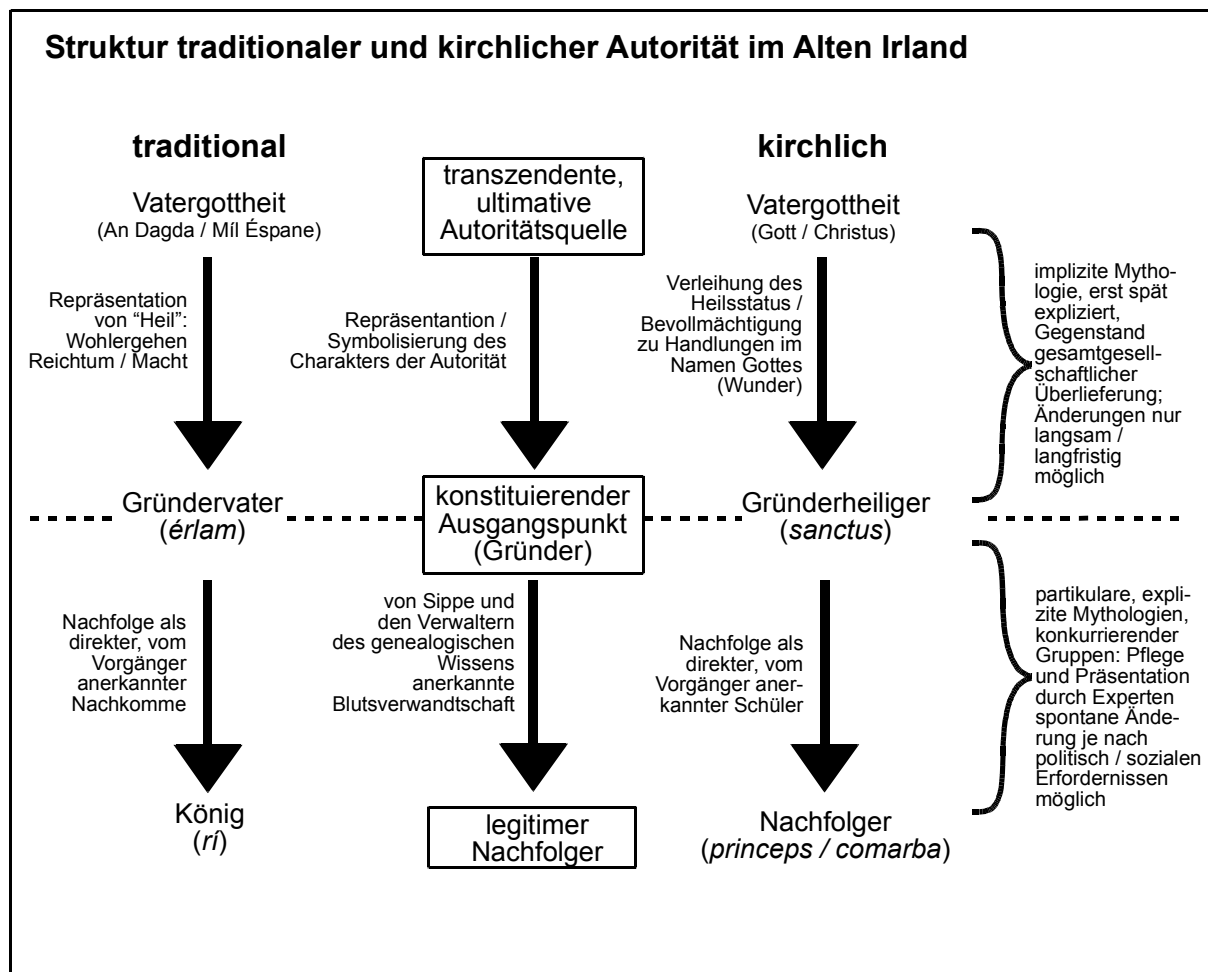 Struktur traditionaler und kirchlicher Autorität im Alten Irland
traditional
Vatergottheit
(An Dagda / Míl Éspane)
Repräsentation
von “Heil”:
Wohlergehen
Reichtum / Macht
Gründervater
(érlam)
Nachfolge als
direkter, vom
Vorgänger
anerkannter
Nachkomme
König
(rí)
transzendente,
ultimative
Autoritätsquelle
Repräsentantion /
Symbolisierung des
Charakters der Autorität
konstituierender
Ausgangspunkt
(Gründer)
von Sippe und
den Verwaltern
des genealogischen
Wissens
anerkannte
Blutsverwandtschaft
legitimer
Nachfolger
kirchlich
Vatergottheit
(Gott / Christus)
Verleihung des
Heilsstatus /
Bevollmächtigung
zu Handlungen im
Namen Gottes
(Wunder)
Gründerheiliger
(sanctus)
Nachfolge als
direkter, vom
Vorgänger aner-
kannter Schüler
Nachfolger
(princeps / comarba)
implizite Mytho-
logie, erst spät
expliziert,
Gegenstand
gesamtgesell-
schaftlicher
Überlieferung;
Änderungen nur
langsam /
langfristig
möglich
partikulare, expli-
zite Mythologien,
konkurrierender
Gruppen: Pflege
und Präsentation
durch Experten
spontane Ände-
rung je nach
politisch / sozialen
Erfordernissen
möglich